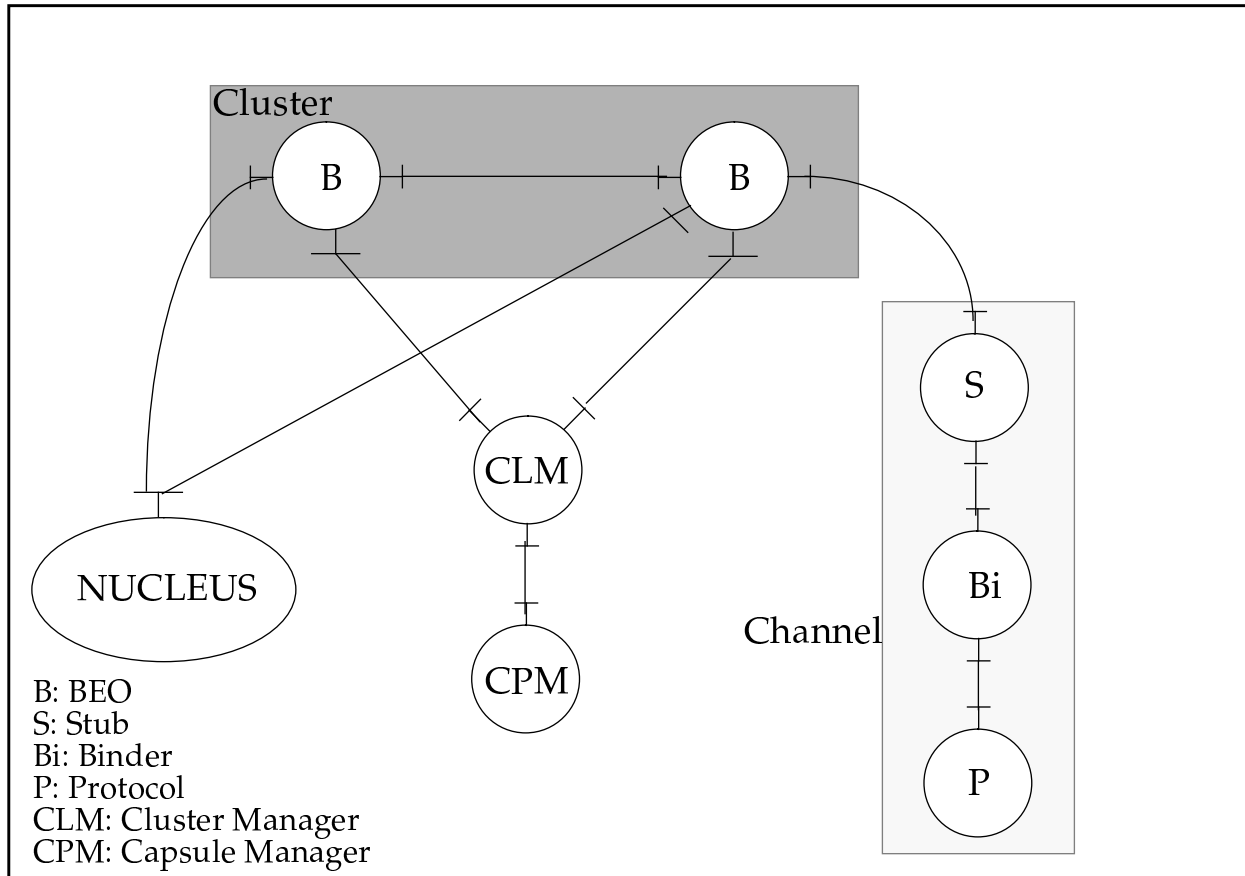 Cluster
B
B
S
CLM
NUCLEUS
Bi
Channel
CPM
P
B: BEO
S: Stub
Bi: Binder
P: Protocol
CLM: Cluster Manager
CPM: Capsule Manager